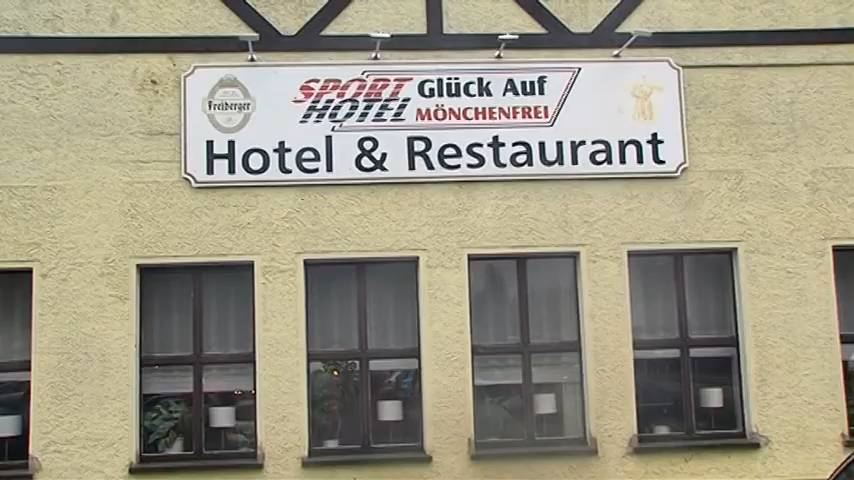 Freiberger
SPORT HOTEL
GLÜCK AUF
MÖNCHENFREI
Hotel & Restaurant